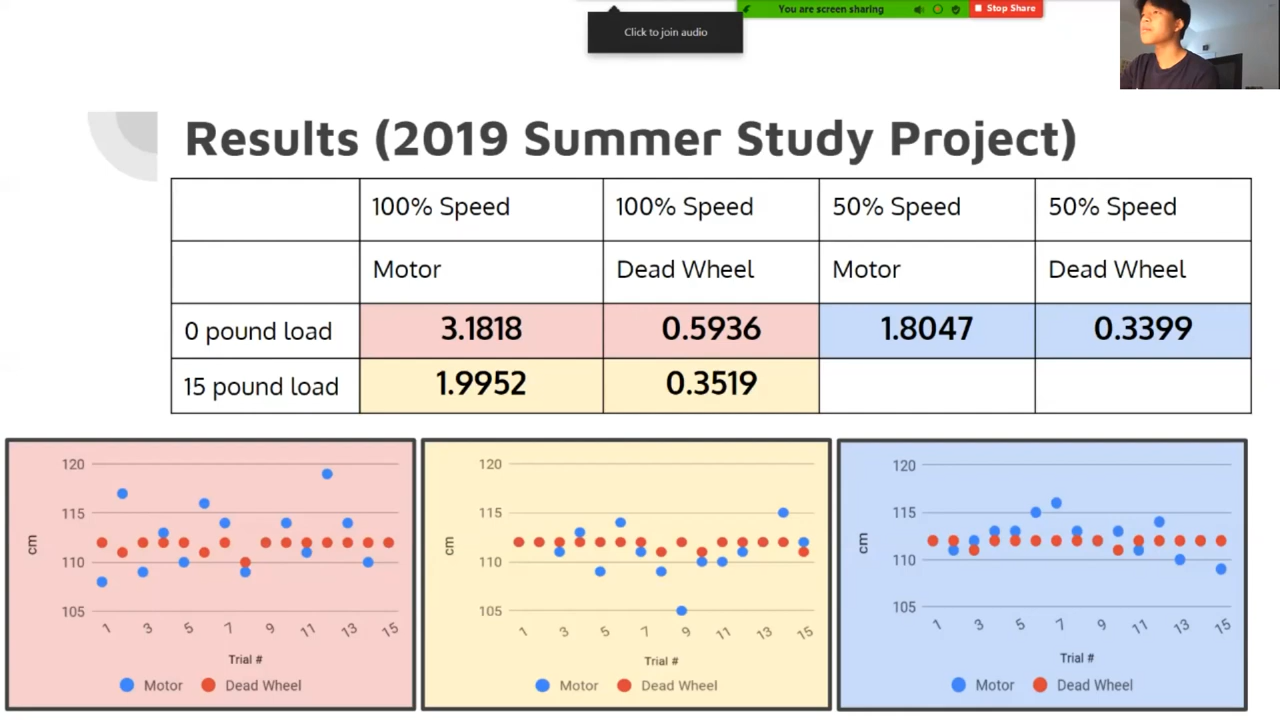 You are screen sharing
Stop Share
Click to join audio
Results (2019 Summer Study Project)
100% Speed 100% Speed 50% Speed 50% Speed
Motor Dead Wheel Motor Dead Wheel
0 pound load 3.1818 0.5936 1.8047 0.3399
15 pound load 1.9952 0.3519
120
115
110
105
cm
1 3 5 7 9 11 13 15
Trial #
Motor Dead Wheel
120
115
110
105
cm
1 3 5 7 9 11 13 15
Trial #
Motor Dead Wheel
120
115
110
105
cm
1 3 5 7 9 11 13 15
Trial #
Motor Dead Wheel